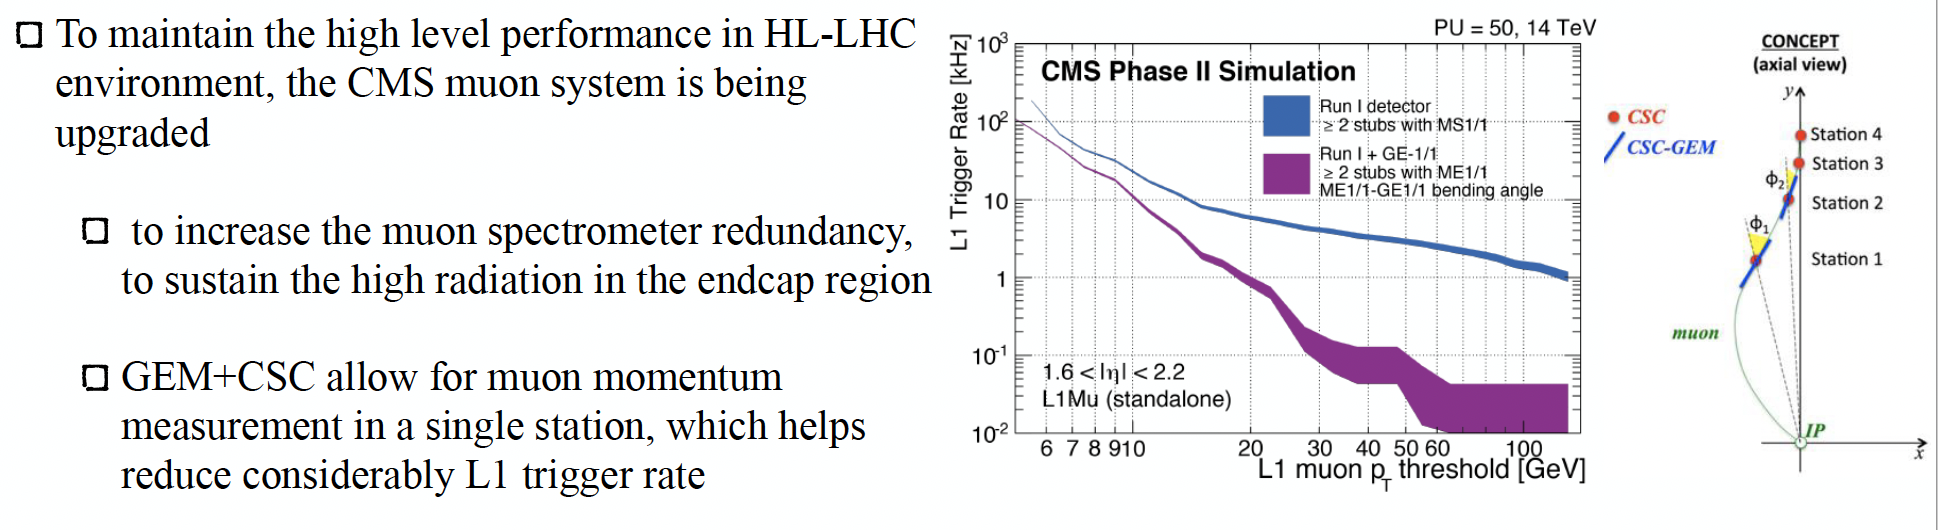 To maintain the high level performance in HL-LHC
environment, the CMS muon system is being
upgraded
to increase the muon spectrometer redundancy,
to sustain the high radiation in the endcap region
GEM+CSC allow for muon momentum
measurement in a single station, which helps
reduce considerably L1 trigger rate
PU = 50, 14 TeV
L1 Trigger Rate [kHz]
CMS Phase II Simulation
Run I detector
≥ 2 stubs with MS1/1
Run I + GE-1/1
≥ 2 stubs with ME1/1
ME1/1-GE1/1 bending angle
1.6 < |η| < 2.2
L1Mu (standalone)
10³
10²
10
1
10⁻¹
10⁻²
6 7 8 9 10 20 30 40 50 60 100
L1 muon p_T threshold [GeV]
CONCEPT
(axial view)
y
CSC
CSC-GEM
Station 4
Station 3
ϕ₂
Station 2
ϕ₁
Station 1
muon
IP
x